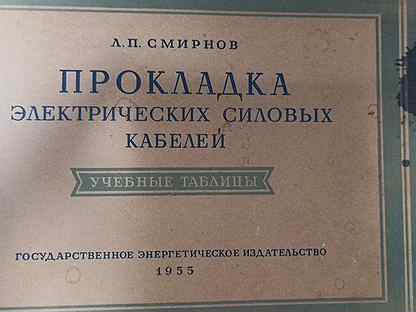 Л.П. СМИРНОВ
ПРОКЛАДКА
ЭЛЕКТРИЧЕСКИХ СИЛОВЫХ
КАБЕЛЕЙ
УЧЕБНЫЕ ТАБЛИЦЫ
ГОСУДАРСТВЕННОЕ ЭНЕРГЕТИЧЕСКОЕ ИЗДАТЕЛЬСТВО
1955